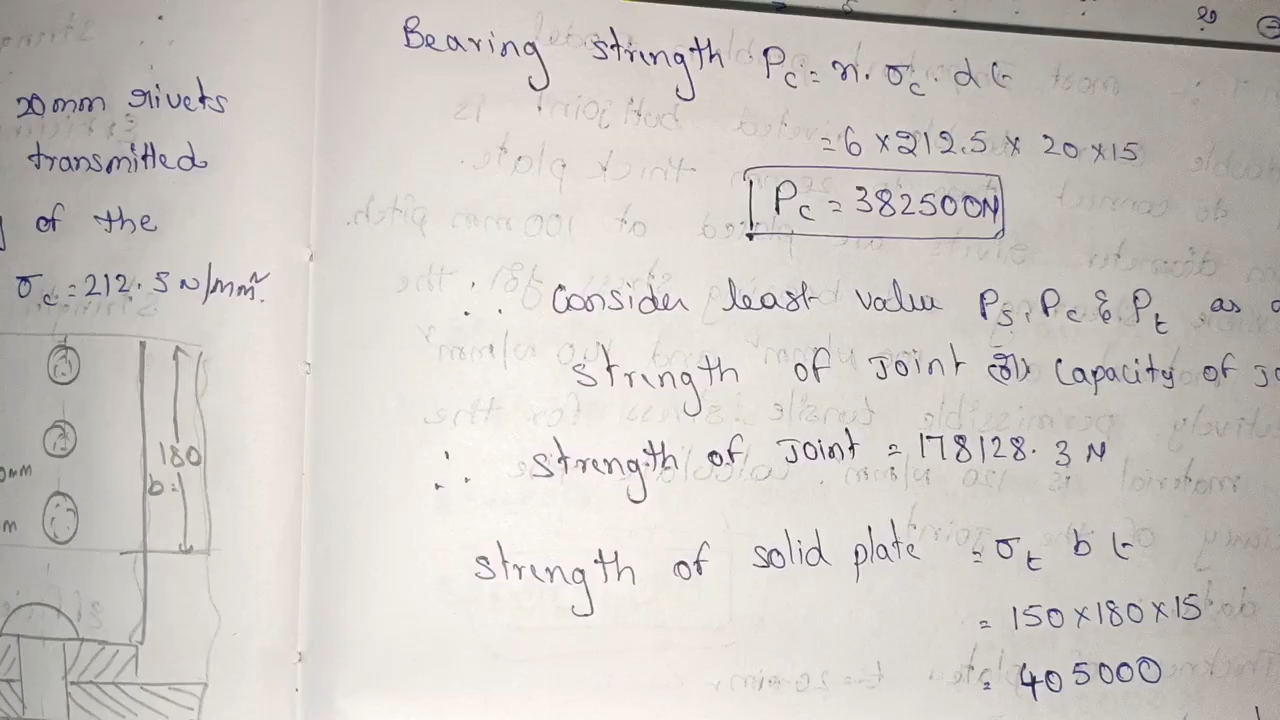 20mm rivets
transmitted
of the
σc = 212.5 N/mm²
180
b=
Bearing strength Pc = n. σc. d t
= 6 × 212.5 × 20 × 15
Pc = 382500N
∴ Consider least value Ps, Pc & Pt as
strength of Joint (or) Capacity of
∴ strength of Joint = 178128.3 N
strength of solid plate = σt b t
= 150 × 180 × 15
= 405000